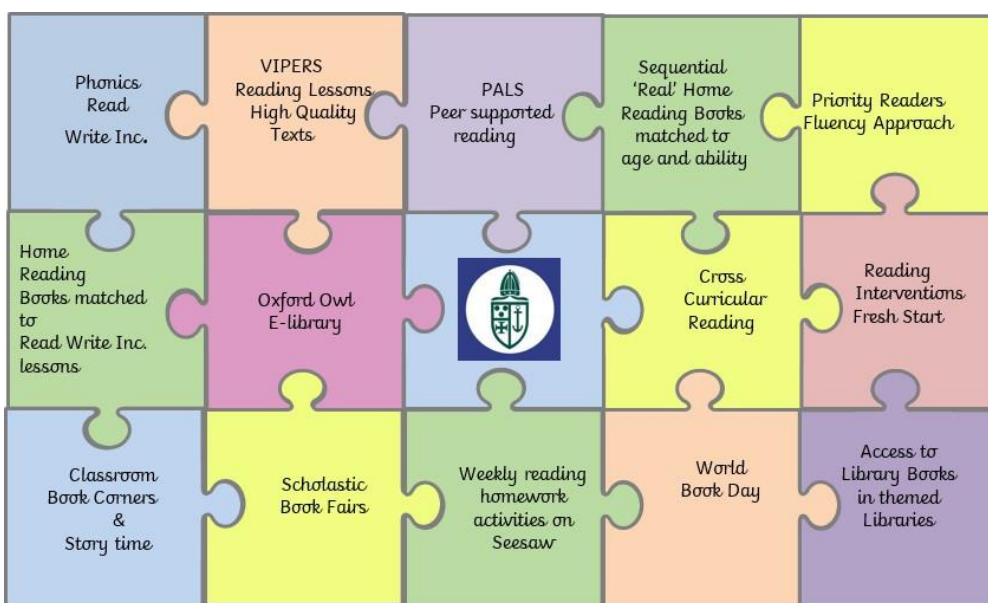 Phonics
Read
Write Inc.
VIPERS
Reading Lessons
High Quality
Texts
PALS
Peer supported
reading
Sequential
'Real' Home
Reading Books
matched to
age and ability
Priority Readers
Fluency Approach
Home
Reading
Books matched
to
Read Write Inc.
lessons
Oxford Owl
E-library
Cross
Curricular
Reading
Reading
Interventions
Fresh Start
Classroom
Book Corners
&
Story time
Scholastic
Book Fairs
Weekly reading
homework
activities on
Seesaw
World
Book Day
Access to
Library Books
in themed
Libraries